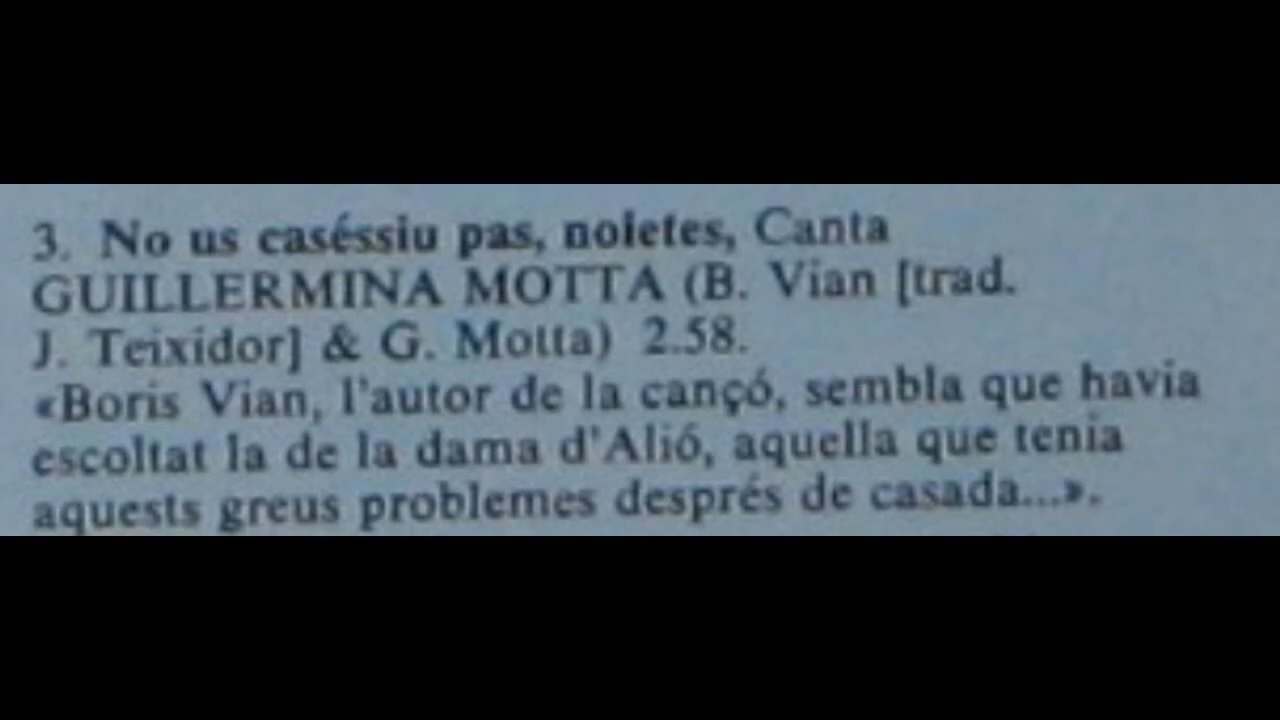 3. No us caséssiu pas, noietes, Canta
GUILLERMINA MOTTA (B. Vian [trad.
J. Teixidor] & G. Motta) 2.58.
«Boris Vian, l'autor de la cançó, sembla que havia
escoltat la de la dama d'Alió, aquella que tenia
aquests greus problemes després de casada...».